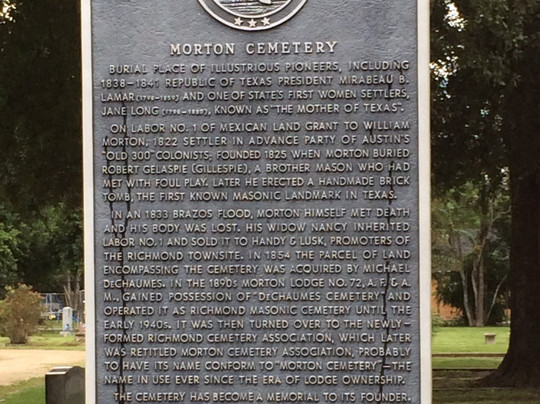 MORTON CEMETERY
BURIAL PLACE OF ILLUSTRIOUS PIONEERS, INCLUDING
1838-1841 REPUBLIC OF TEXAS PRESIDENT MIRABEAU B.
LAMAR (1798-1859) AND ONE OF STATE'S FIRST WOMEN SETTLERS,
JANE LONG (1798-1880), KNOWN AS "THE MOTHER OF TEXAS".
ON LABOR NO. 1 OF MEXICAN LAND GRANT TO WILLIAM
MORTON, 1822 SETTLER IN ADVANCE PARTY OF AUSTIN'S
"OLD 300" COLONISTS; FOUNDED 1825 WHEN MORTON BURIED
ROBERT GELASPIE (GILLESPIE), A BROTHER MASON WHO HAD
MET WITH FOUL PLAY. LATER HE ERECTED A HANDMADE BRICK
TOMB, THE FIRST KNOWN MASONIC LANDMARK IN TEXAS.
IN AN 1833 BRAZOS FLOOD, MORTON HIMSELF MET DEATH
AND HIS BODY WAS LOST. HIS WIDOW NANCY INHERITED
LABOR NO. 1 AND SOLD IT TO HANDY & LUSK, PROMOTERS OF
THE RICHMOND TOWNSITE. IN 1854 THE PARCEL OF LAND
ENCOMPASSING THE CEMETERY WAS ACQUIRED BY MICHAEL
DeCHAUMES. IN THE 1890s MORTON LODGE NO. 72, A. F. & A.
M., GAINED POSSESSION OF "DeCHAUMES CEMETERY" AND
OPERATED IT AS RICHMOND MASONIC CEMETERY UNTIL THE
EARLY 1940s. IT WAS THEN TURNED OVER TO THE NEWLY-
FORMED RICHMOND CEMETERY ASSOCIATION, WHICH LATER
WAS RETITLED MORTON CEMETERY ASSOCIATION, PROBABLY
TO HAVE ITS NAME CONFORM TO "MORTON CEMETERY"—THE
NAME IN USE EVER SINCE THE ERA OF LODGE OWNERSHIP.
THE CEMETERY HAS BECOME A MEMORIAL TO ITS FOUNDER.